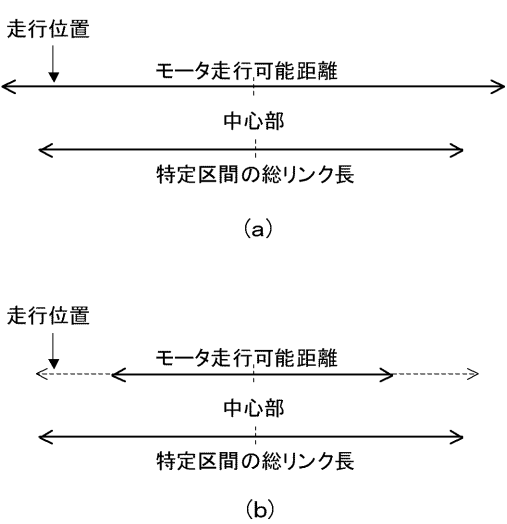 走行位置
モータ走行可能距離
中心部
特定区間の総リンク長
(a)
走行位置
モータ走行可能距離
中心部
特定区間の総リンク長
(b)